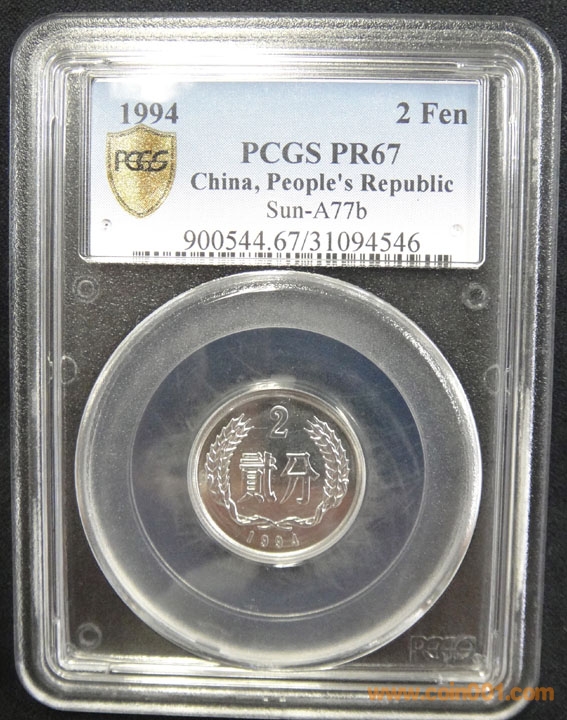 1994 2 Fen
PCGS
PCGS PR67
China, People's Republic
Sun-A77b
900544.67/31094546
2
貳分
1994
PCGS
www.coin001.com